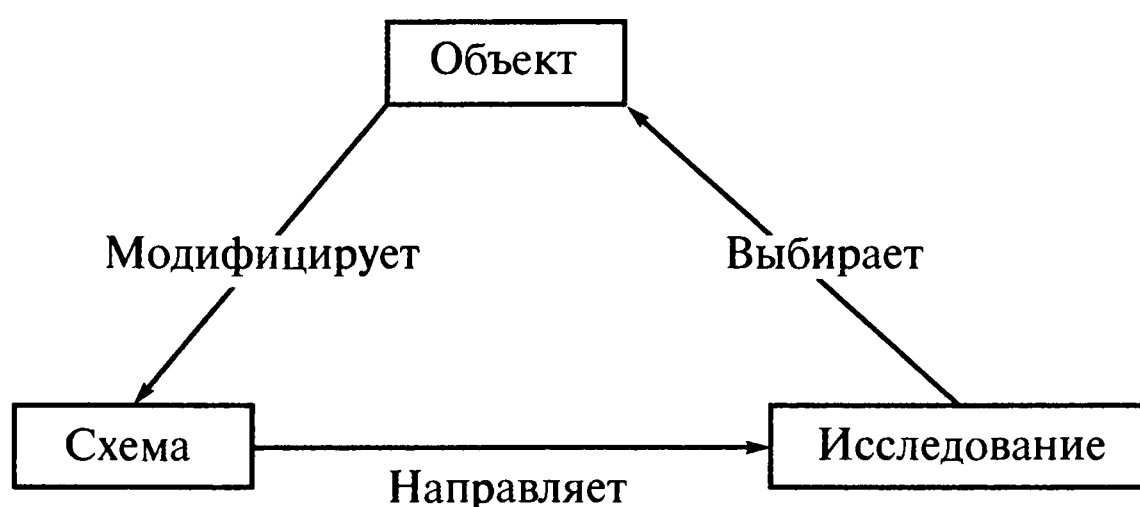 Объект
Модифицирует
Выбирает
Схема
Исследование
Направляет